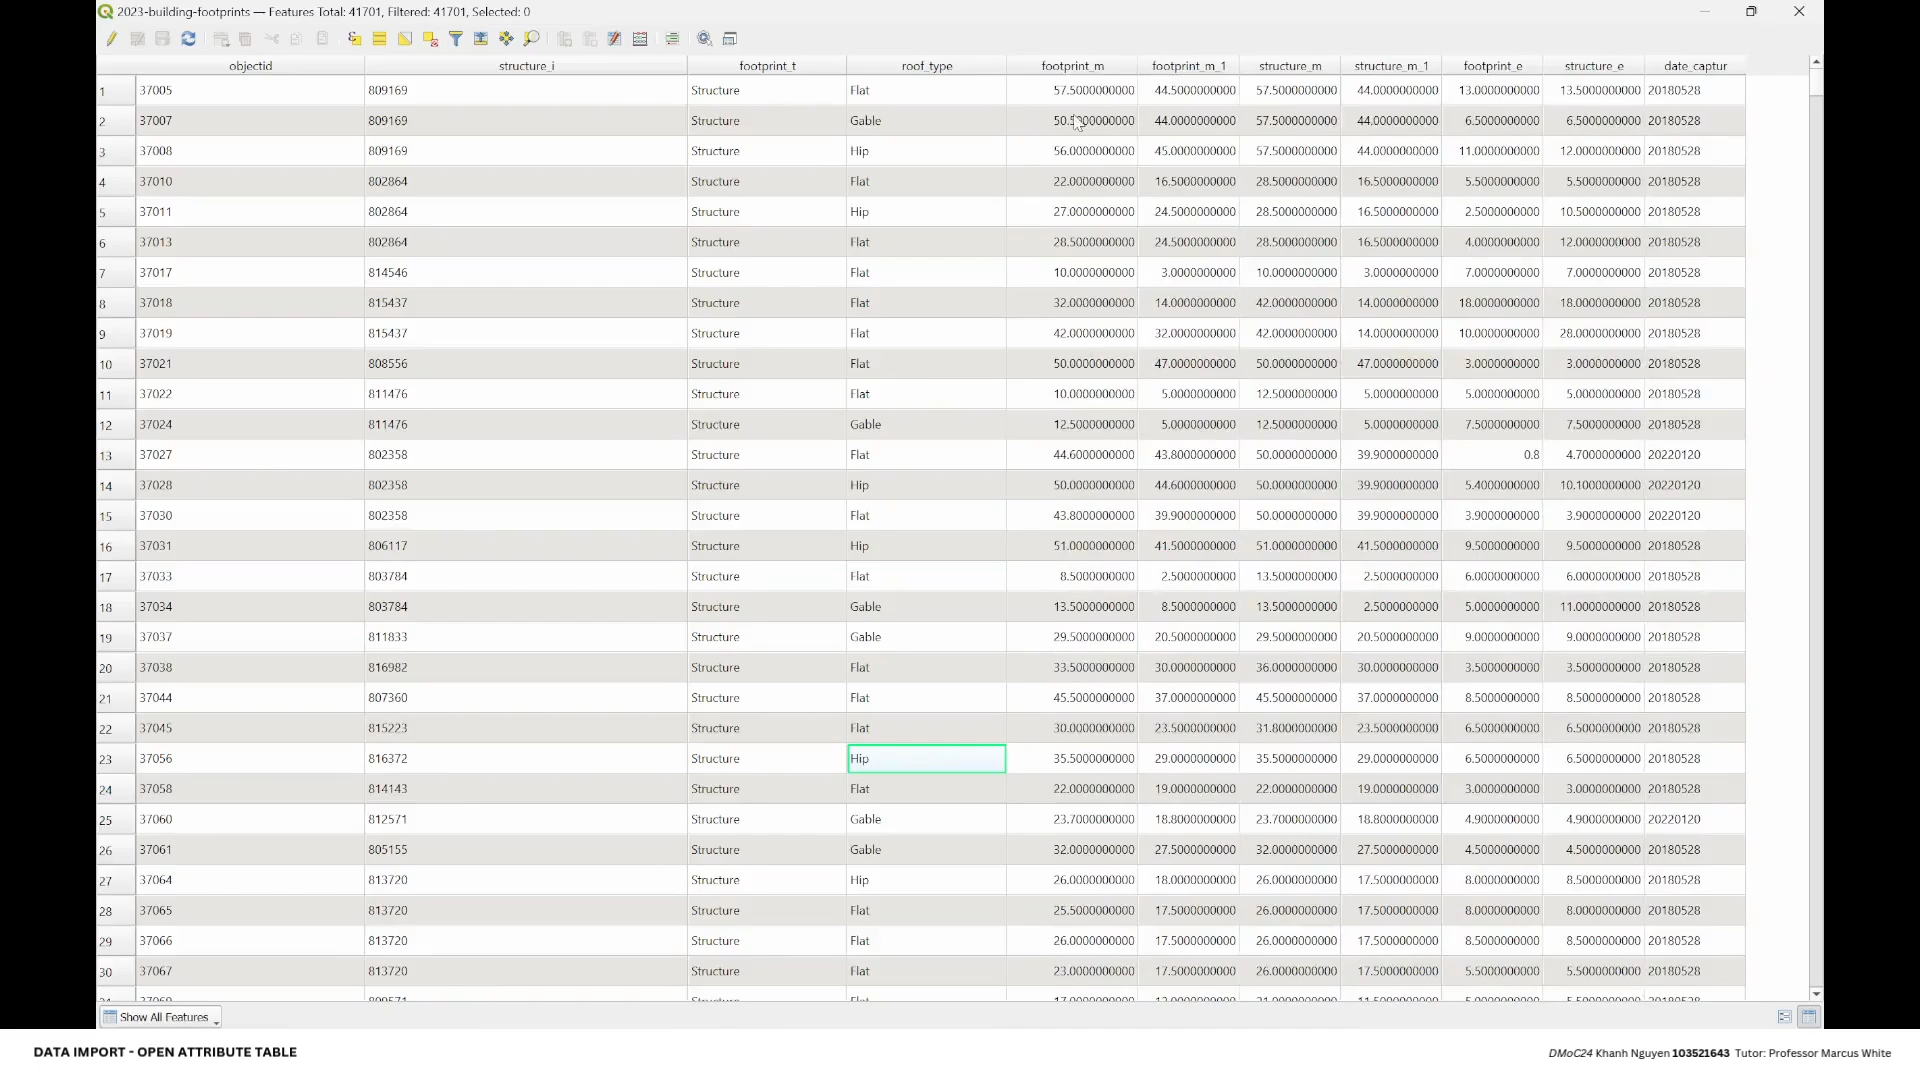 2023-building-footprints — Features Total: 41701, Filtered: 41701, Selected: 0
objectid structure_i footprint_t roof_type footprint_m footprint_m_1 structure_m structure_m_1 footprint_e structure_e date_captur
1 37005 809169 Structure Flat 57.5000000000 44.5000000000 57.5000000000 44.0000000000 13.0000000000 13.5000000000 20180528
2 37007 809169 Structure Gable 50.5000000000 44.0000000000 57.5000000000 44.0000000000 6.5000000000 6.5000000000 20180528
3 37008 809169 Structure Hip 56.0000000000 45.0000000000 57.5000000000 44.0000000000 11.0000000000 12.0000000000 20180528
4 37010 802864 Structure Flat 22.0000000000 16.5000000000 28.5000000000 16.5000000000 5.5000000000 5.5000000000 20180528
5 37011 802864 Structure Hip 27.0000000000 24.5000000000 28.5000000000 16.5000000000 2.5000000000 10.5000000000 20180528
6 37013 802864 Structure Flat 28.5000000000 24.5000000000 28.5000000000 16.5000000000 4.0000000000 12.0000000000 20180528
7 37017 814546 Structure Flat 10.0000000000 3.0000000000 10.0000000000 3.0000000000 7.0000000000 7.0000000000 20180528
8 37018 815437 Structure Flat 32.0000000000 14.0000000000 42.0000000000 14.0000000000 18.0000000000 18.0000000000 20180528
9 37019 815437 Structure Flat 42.0000000000 32.0000000000 42.0000000000 14.0000000000 10.0000000000 28.0000000000 20180528
10 37021 808556 Structure Flat 50.0000000000 47.0000000000 50.0000000000 47.0000000000 3.0000000000 3.0000000000 20180528
11 37022 811476 Structure Flat 10.0000000000 5.0000000000 12.5000000000 5.0000000000 5.0000000000 5.0000000000 20180528
12 37024 811476 Structure Gable 12.5000000000 5.0000000000 12.5000000000 5.0000000000 7.5000000000 7.5000000000 20180528
13 37027 802358 Structure Flat 44.6000000000 43.8000000000 50.0000000000 39.9000000000 0.8 4.7000000000 20220120
14 37028 802358 Structure Hip 50.0000000000 44.6000000000 50.0000000000 39.9000000000 5.4000000000 10.1000000000 20220120
15 37030 802358 Structure Flat 43.8000000000 39.9000000000 50.0000000000 39.9000000000 3.9000000000 3.9000000000 20220120
16 37031 806117 Structure Hip 51.0000000000 41.5000000000 51.0000000000 41.5000000000 9.5000000000 9.5000000000 20180528
17 37033 803784 Structure Flat 8.5000000000 2.5000000000 13.5000000000 2.5000000000 6.0000000000 6.0000000000 20180528
18 37034 803784 Structure Gable 13.5000000000 8.5000000000 13.5000000000 2.5000000000 5.0000000000 11.0000000000 20180528
19 37037 811833 Structure Gable 29.5000000000 20.5000000000 29.5000000000 20.5000000000 9.0000000000 9.0000000000 20180528
20 37038 816982 Structure Flat 33.5000000000 30.0000000000 36.0000000000 30.0000000000 3.5000000000 3.5000000000 20180528
21 37044 807360 Structure Flat 45.5000000000 37.0000000000 45.5000000000 37.0000000000 8.5000000000 8.5000000000 20180528
22 37045 815223 Structure Flat 30.0000000000 23.5000000000 31.8000000000 23.5000000000 6.5000000000 6.5000000000 20180528
23 37056 816372 Structure Hip 35.5000000000 29.0000000000 35.5000000000 29.0000000000 6.5000000000 6.5000000000 20180528
24 37058 814143 Structure Flat 22.0000000000 19.0000000000 22.0000000000 19.0000000000 3.0000000000 3.0000000000 20180528
25 37060 812571 Structure Gable 23.7000000000 18.8000000000 23.7000000000 18.8000000000 4.9000000000 4.9000000000 20220120
26 37061 805155 Structure Gable 32.0000000000 27.5000000000 32.0000000000 27.5000000000 4.5000000000 4.5000000000 20180528
27 37064 813720 Structure Hip 26.0000000000 18.0000000000 26.0000000000 17.5000000000 8.0000000000 8.5000000000 20180528
28 37065 813720 Structure Flat 25.5000000000 17.5000000000 26.0000000000 17.5000000000 8.0000000000 8.0000000000 20180528
29 37066 813720 Structure Flat 26.0000000000 17.5000000000 26.0000000000 17.5000000000 8.5000000000 8.5000000000 20180528
30 37067 813720 Structure Flat 23.0000000000 17.5000000000 26.0000000000 17.5000000000 5.5000000000 5.5000000000 20180528
Show All Features
DATA IMPORT - OPEN ATTRIBUTE TABLE
DMoC24 Khanh Nguyen 103521643 Tutor: Professor Marcus White